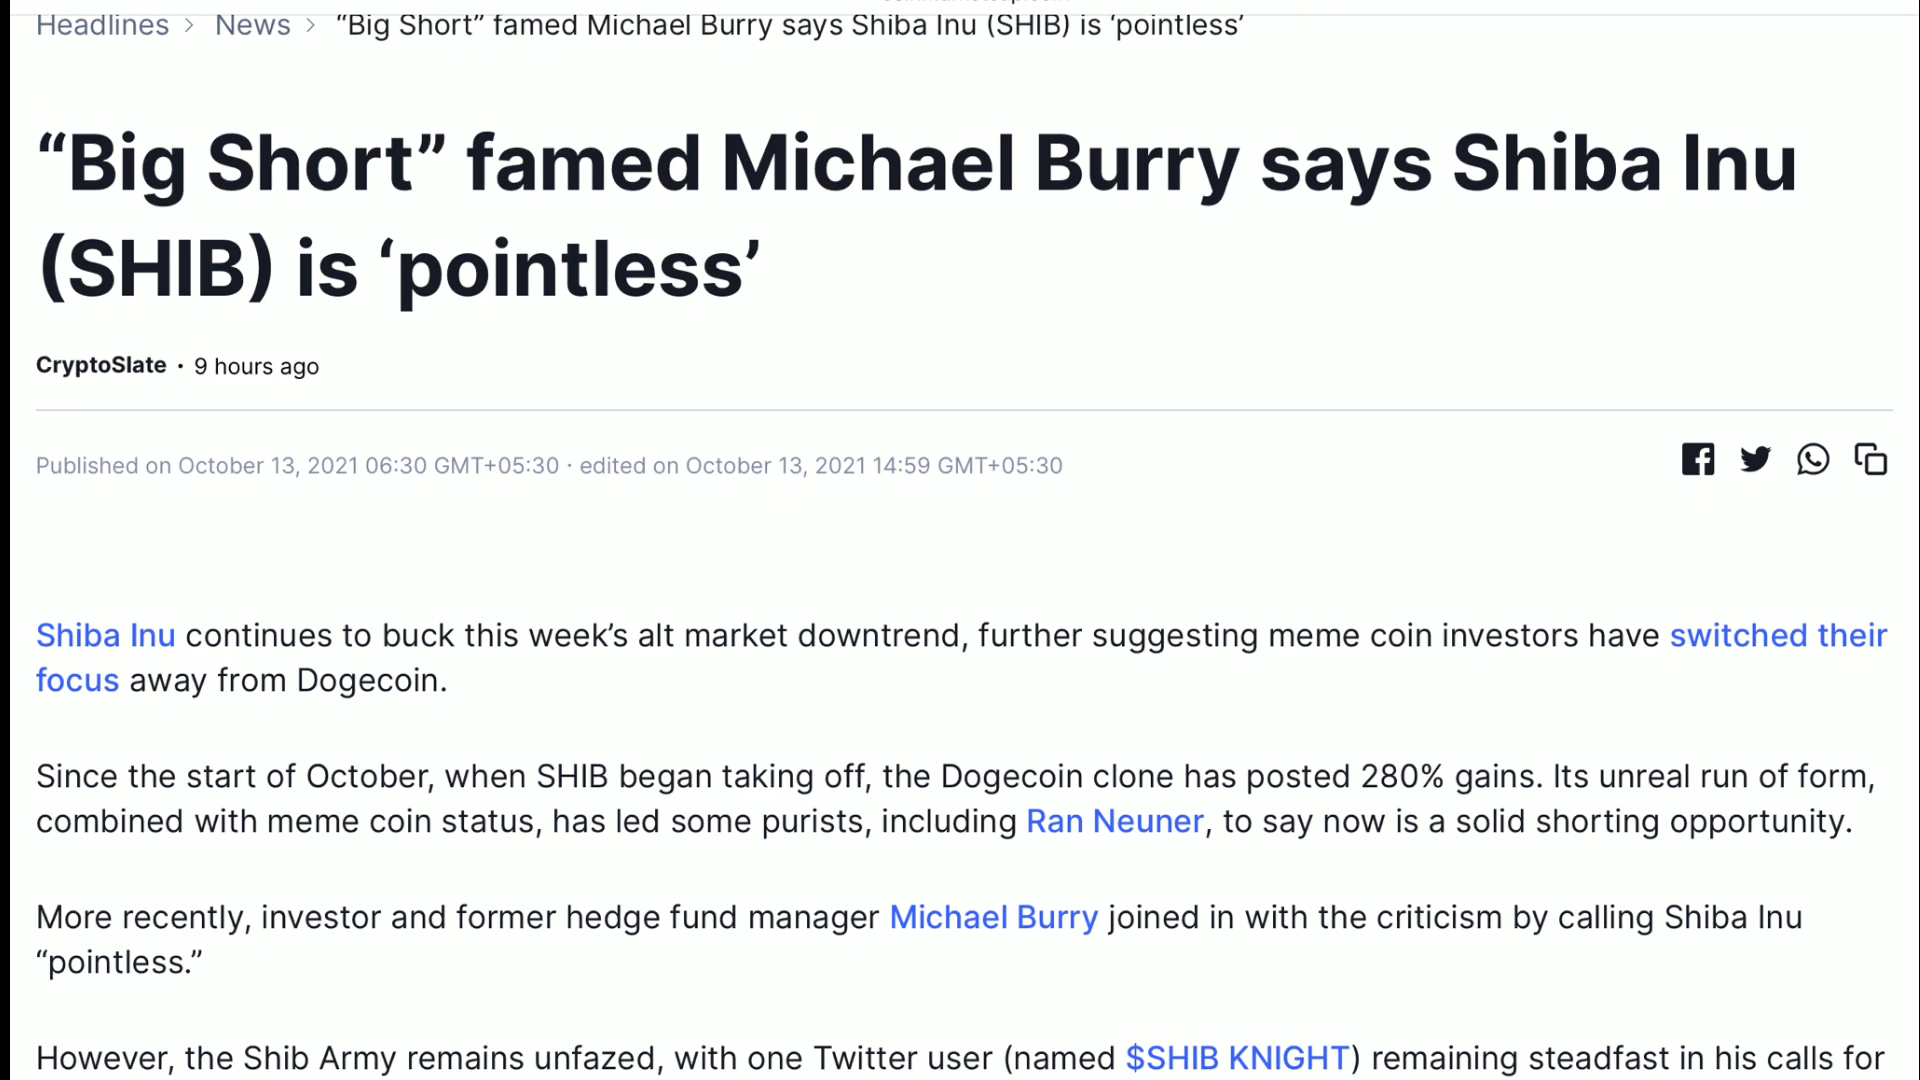 Headlines > News > “Big Short” famed Michael Burry says Shiba Inu (SHIB) is ‘pointless’
“Big Short” famed Michael Burry says Shiba Inu
(SHIB) is ‘pointless’
CryptoSlate · 9 hours ago
Published on October 13, 2021 06:30 GMT+05:30 · edited on October 13, 2021 14:59 GMT+05:30
Shiba Inu continues to buck this week’s alt market downtrend, further suggesting meme coin investors have switched their
focus away from Dogecoin.
Since the start of October, when SHIB began taking off, the Dogecoin clone has posted 280% gains. Its unreal run of form,
combined with meme coin status, has led some purists, including Ran Neuner, to say now is a solid shorting opportunity.
More recently, investor and former hedge fund manager Michael Burry joined in with the criticism by calling Shiba Inu
“pointless.”
However, the Shib Army remains unfazed, with one Twitter user (named $SHIB KNIGHT) remaining steadfast in his calls for